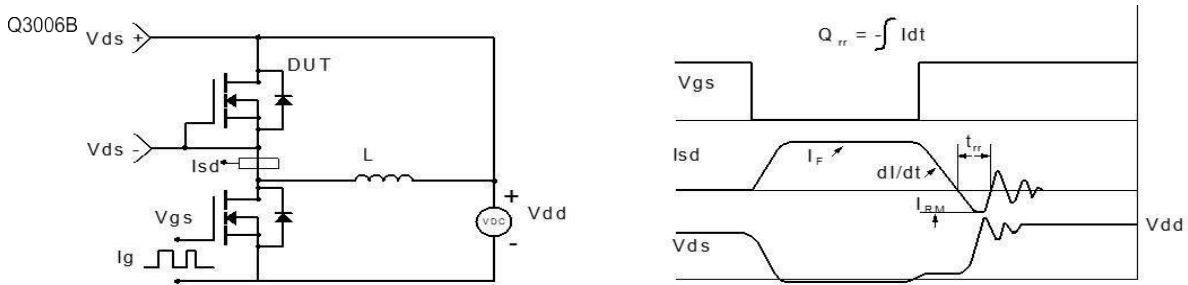 Q3006B
Vds +
DUT
Vds -
Isd
L
Vgs
Ig
+
VDC
-
Vdd
Q rr = -∫ Idt
Vgs
Isd
I F
dI/dt
t rr
I RM
Vds
Vdd